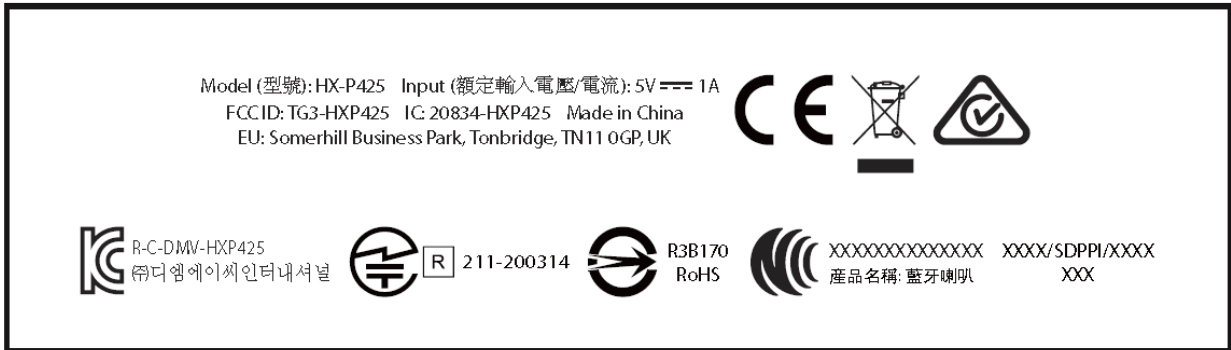 Model (型號): HX-P425 Input (額定輸入電壓/電流): 5V ⎓ 1A
FCC ID: TG3-HXP425 IC: 20834-HXP425 Made in China
EU: Somerhill Business Park, Tonbridge, TN11 0GP, UK
CE
R-C-DMV-HXP425
㈜디엠에이씨인터내셔널
R 211-200314
R3B170
RoHS
XXXXXXXXXXXXXX
產品名稱: 藍牙喇叭
XXXX/SDPPI/XXXX
XXX